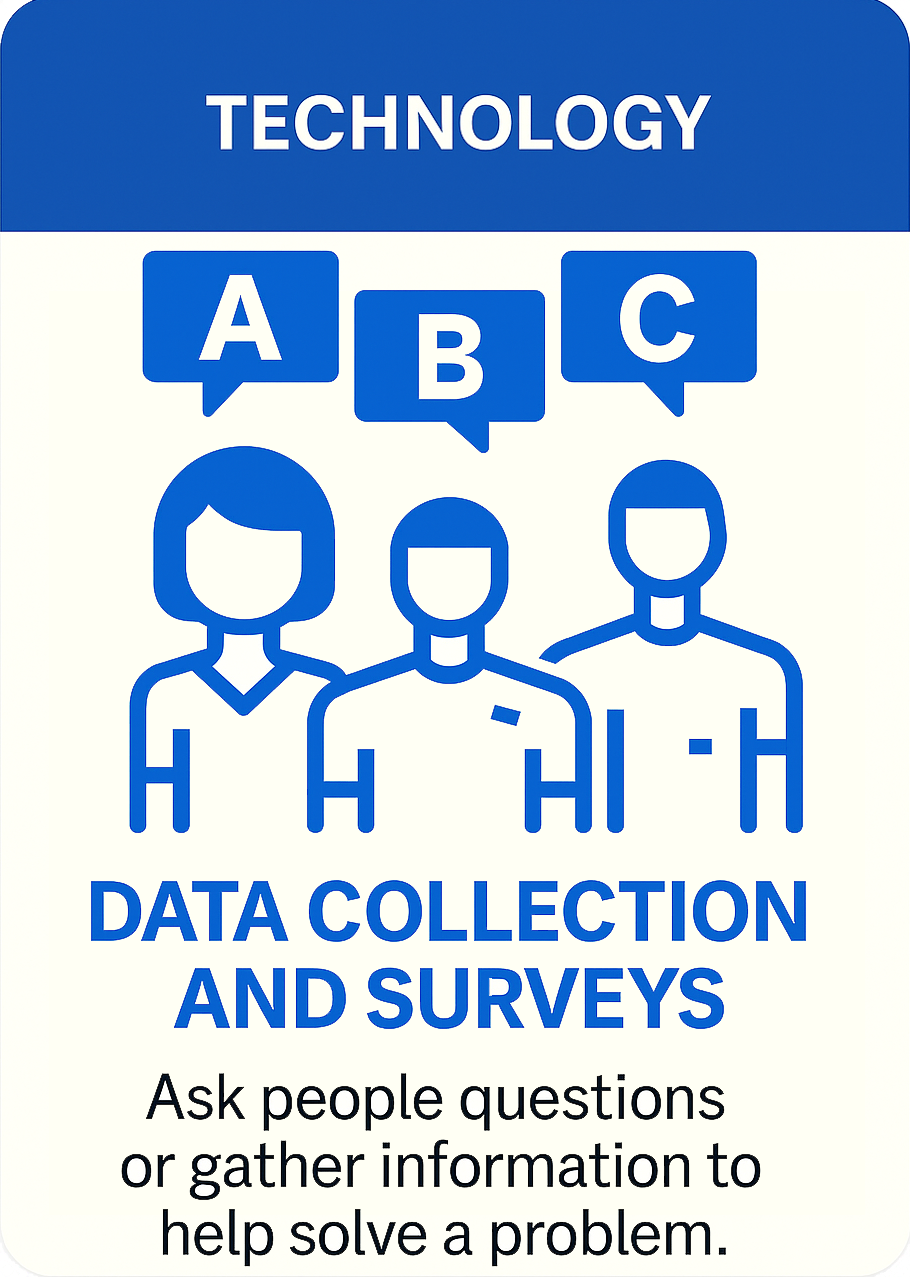 TECHNOLOGY
A
B
C
DATA COLLECTION
AND SURVEYS
Ask people questions
or gather information to
help solve a problem.